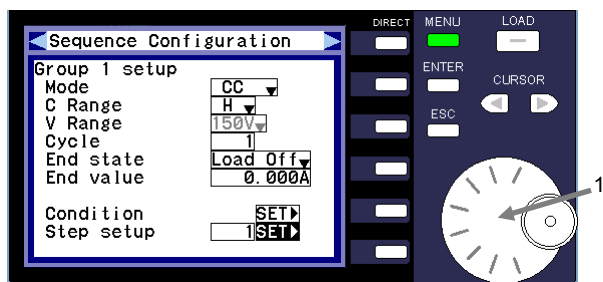 DIRECT MENU LOAD
Sequence Configuration
Group 1 setup
Mode CC
C Range H
V Range 150V
Cycle 1
End state Load Off
End value 0.000A
Condition SET
Step setup 1 SET
ENTER
CURSOR
ESC
1